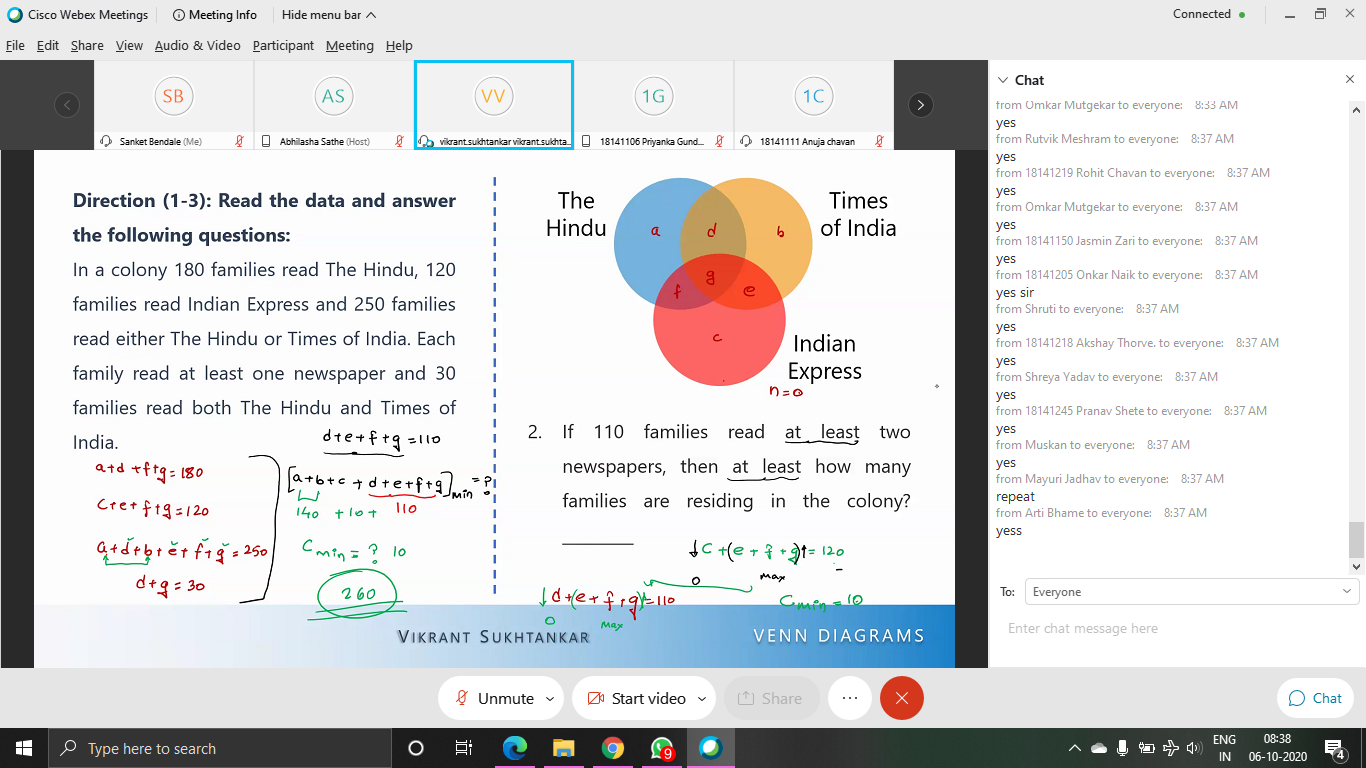 Cisco Webex Meetings
Meeting Info
Hide menu bar
Connected
File Edit Share View Audio & Video Participant Meeting Help
SB
AS
VV
1G
1C
Sanket Bendale (Me)
Abhilasha Sathe (Host)
vikrant.sukhtankar vikrant.sukhta...
18141106 Priyanka Gund...
18141111 Anuja chavan
Direction (1-3): Read the data and answer
the following questions:
In a colony 180 families read The Hindu, 120
families read Indian Express and 250 families
read either The Hindu or Times of India. Each
family read at least one newspaper and 30
families read both The Hindu and Times of
India.
d+e+f+g=110
a+d+f+g=180
c+e+f+g=120
a+d+b+e+f+g=250
d+g=30
[a+b+c+d+e+f+g]min=?
140 +10+ 110
Cmin=? 10
260
The
Hindu
Times
of India
a
d
b
g
f
e
c
Indian
Express
n=0
2. If 110 families read at least two
newspapers, then at least how many
families are residing in the colony?
________
↓c+(e+f+g)↑=120
0
max
↓d+(e+f+g)↑=110
0
max
Cmin=10
VIKRANT SUKHTANKAR
VENN DIAGRAMS
Chat
from Omkar Mutgekar to everyone: 8:33 AM
yes
from Rutvik Meshram to everyone: 8:37 AM
yes
from 18141219 Rohit Chavan to everyone: 8:37 AM
yes
from Omkar Mutgekar to everyone: 8:37 AM
yes
from 18141150 Jasmin Zari to everyone: 8:37 AM
yes
from 18141205 Onkar Naik to everyone: 8:37 AM
yes sir
from Shruti to everyone: 8:37 AM
yes
from 18141218 Akshay Thorve. to everyone: 8:37 AM
yes
from Shreya Yadav to everyone: 8:37 AM
yes
from 18141245 Pranav Shete to everyone: 8:37 AM
yes
from Muskan to everyone: 8:37 AM
yes
from Mayuri Jadhav to everyone: 8:37 AM
repeat
from Arti Bhame to everyone: 8:37 AM
yess
To: Everyone
Enter chat message here
Unmute
Start video
Share
Chat
Type here to search
9
ENG
IN
08:38
06-10-2020
4